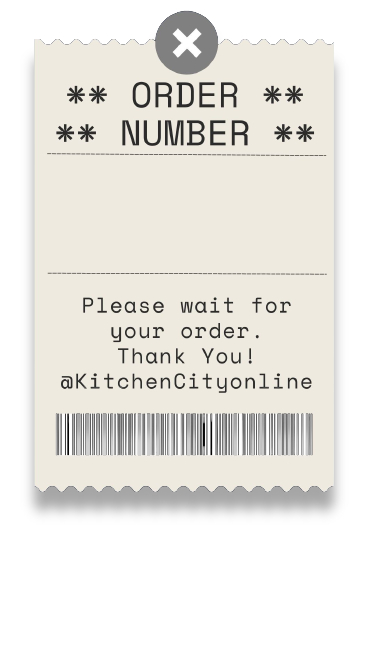 ** ORDER **
** NUMBER **
Please wait for
your order.
Thank You!
@KitchenCityonline